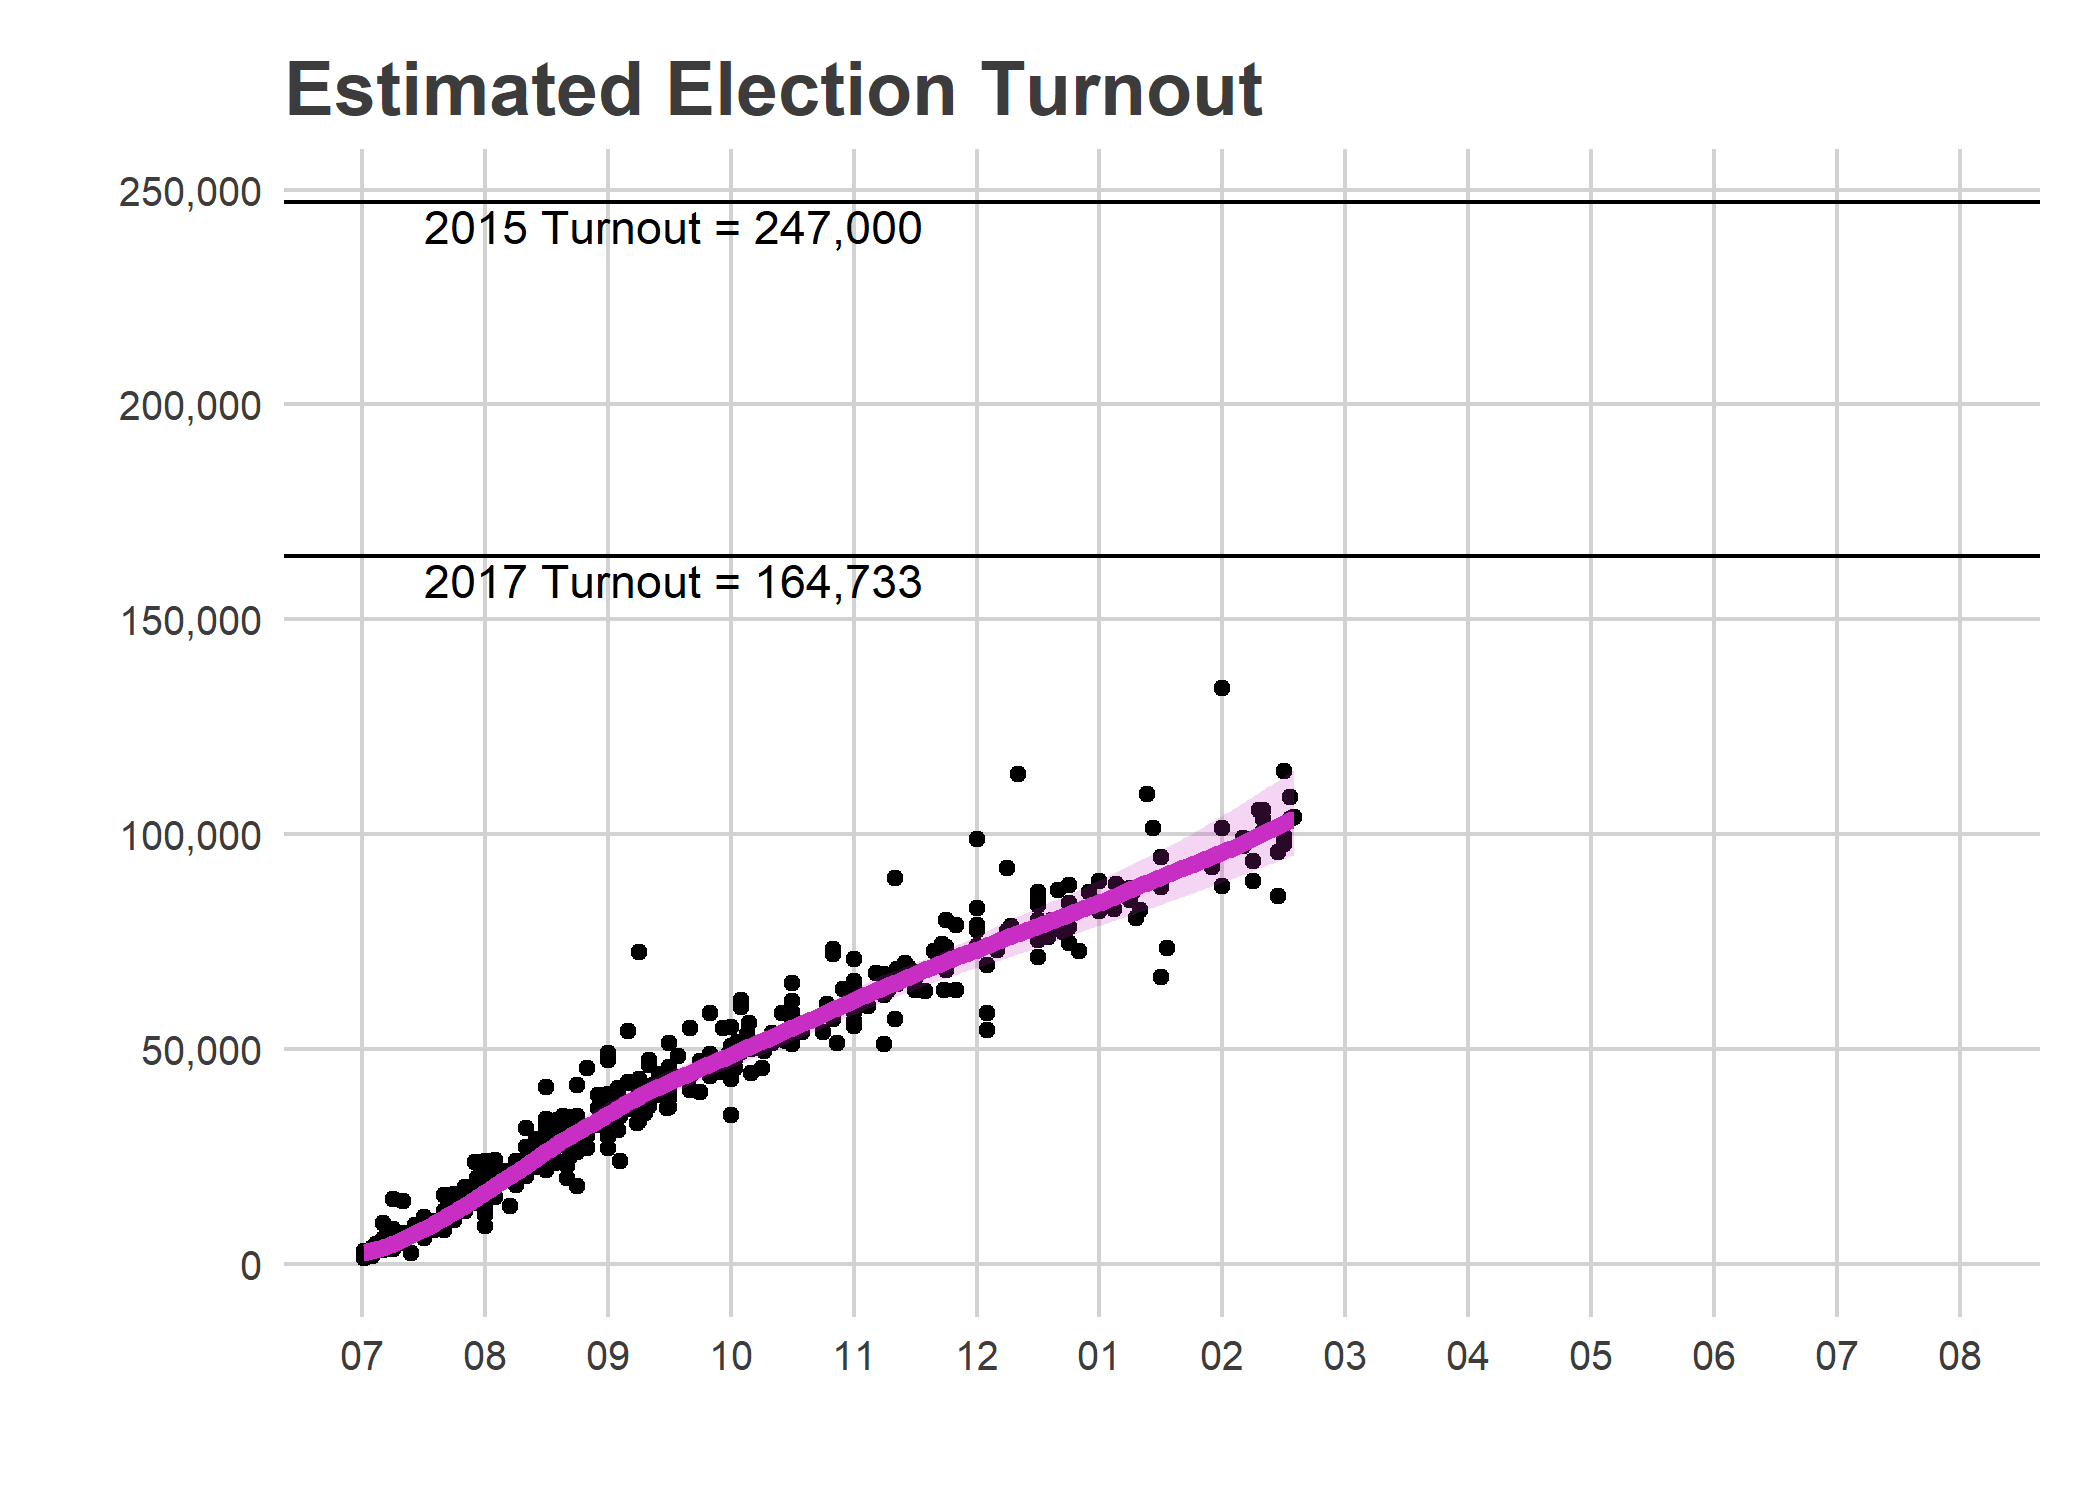 Estimated Election Turnout
250,000
2015 Turnout = 247,000
200,000
2017 Turnout = 164,733
150,000
100,000
50,000
0
07 08 09 10 11 12 01 02 03 04 05 06 07 08